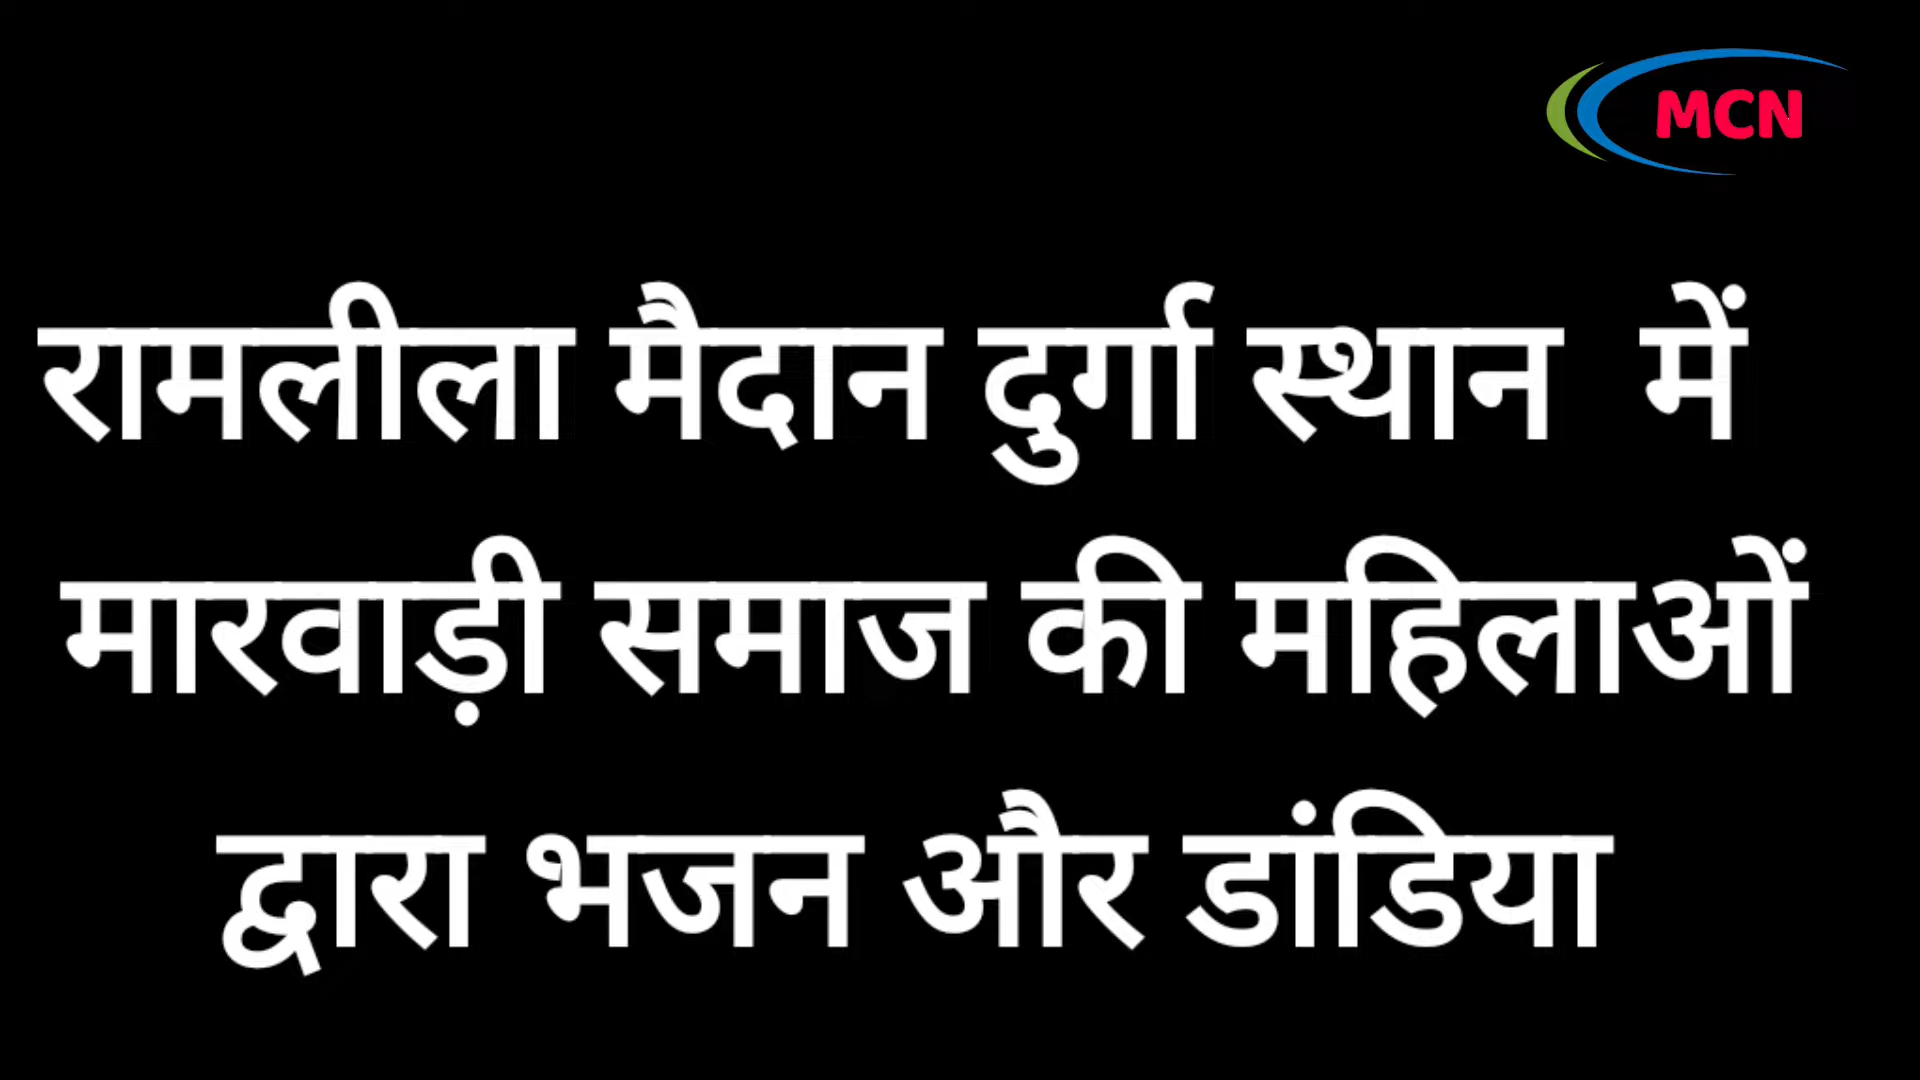 MCN
रामलीला मैदान दुर्गा स्थान में
मारवाड़ी समाज की महिलाओं
द्वारा भजन और डांडिया